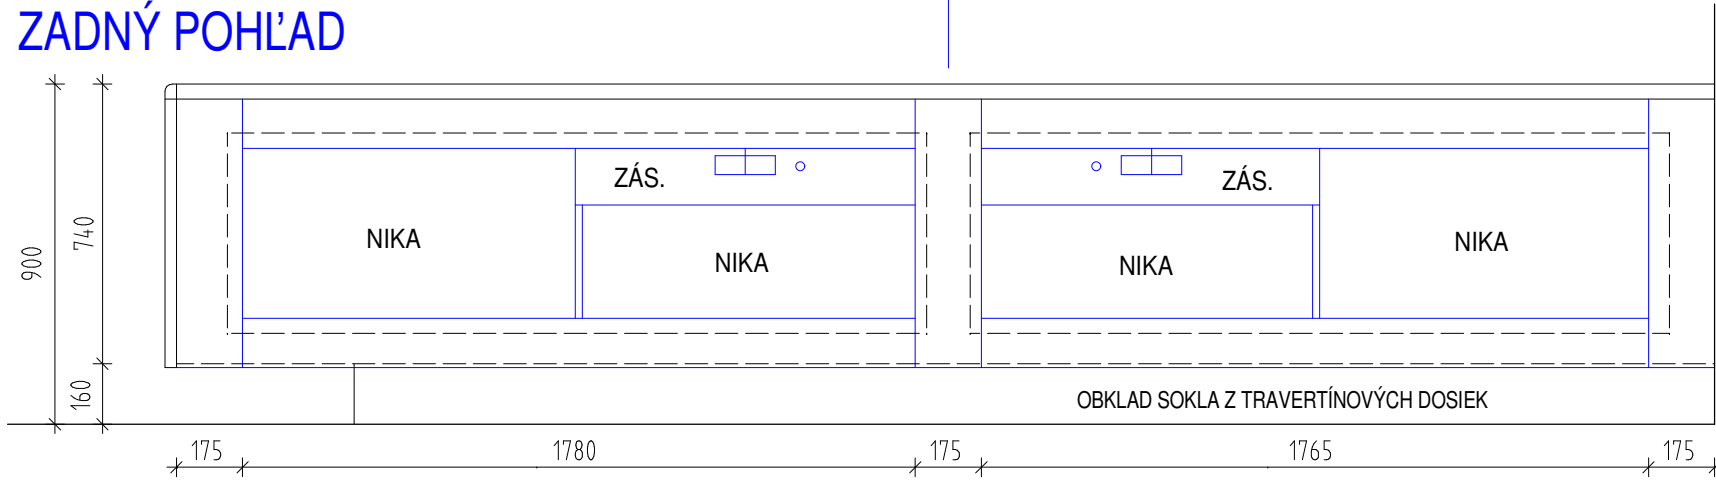 ZADNÝ POHĽAD
ZÁS.
ZÁS.
NIKA
NIKA
NIKA
NIKA
900
740
160
OBKLAD SOKLA Z TRAVERTÍNOVÝCH DOSIEK
175
1780
175
1765
175